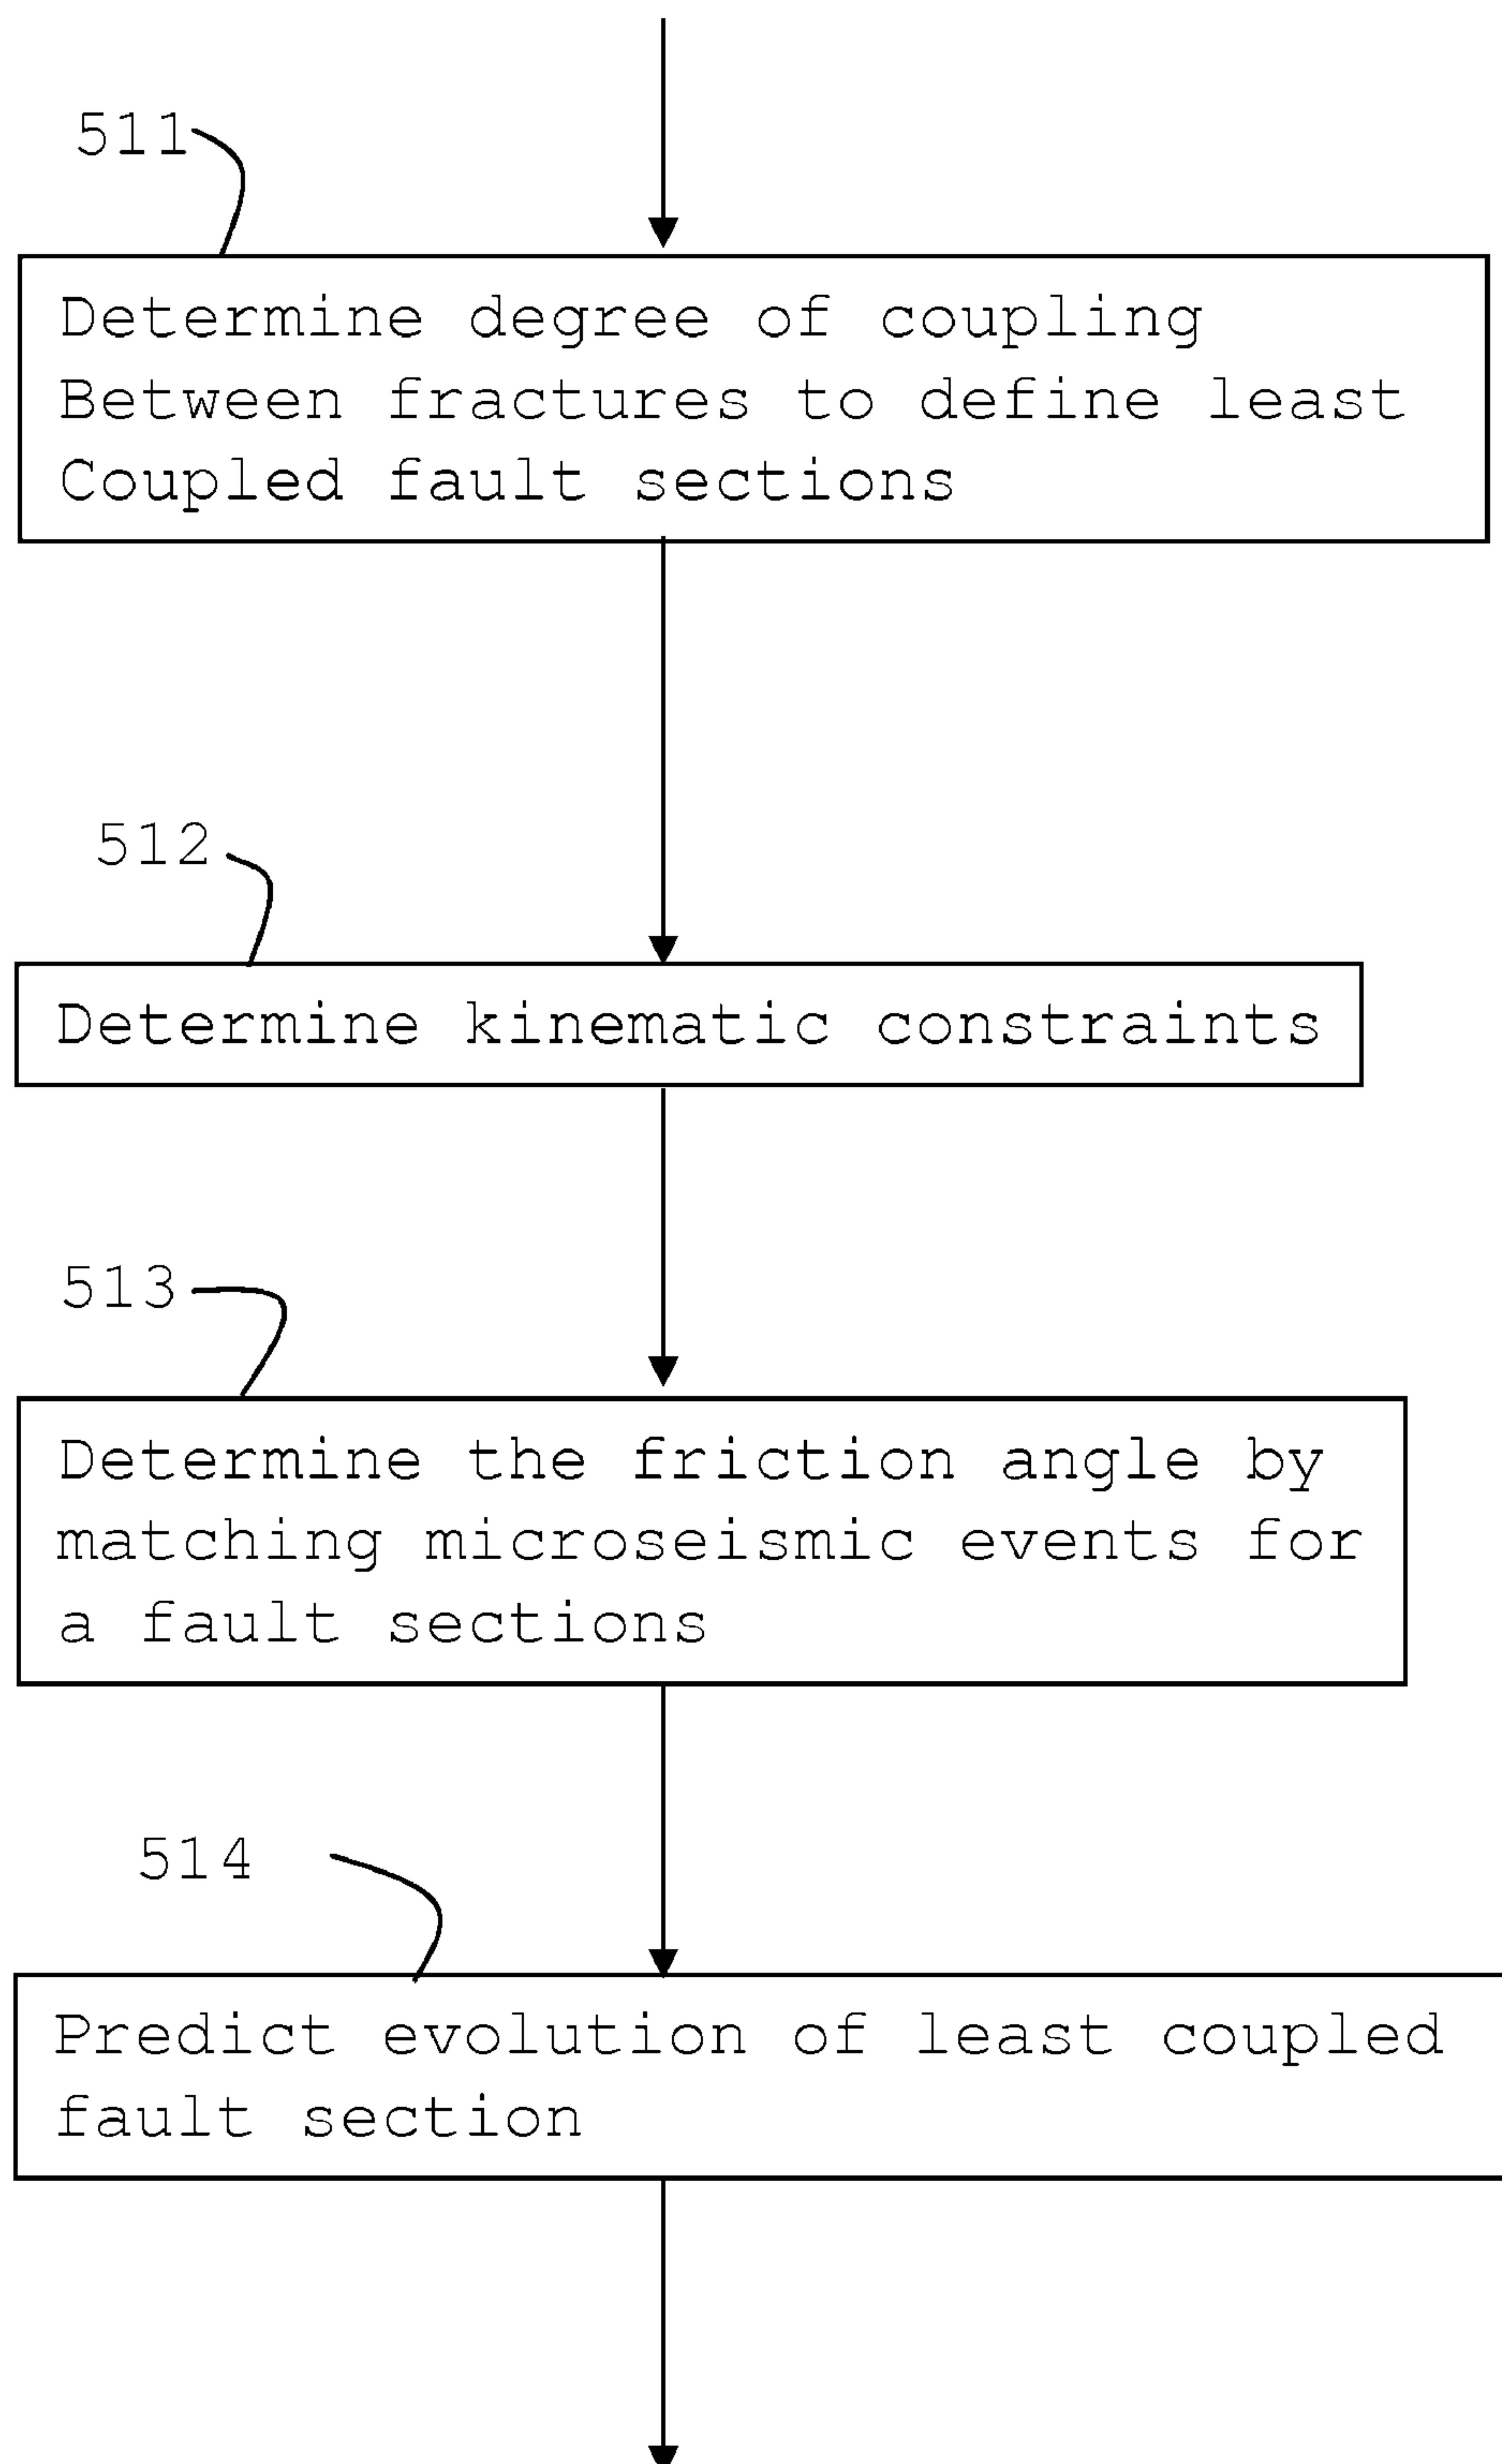 511
Determine degree of coupling
Between fractures to define least
Coupled fault sections
512
Determine kinematic constraints
513
Determine the friction angle by
matching microseismic events for
a fault sections
514
Predict evolution of least coupled
fault section